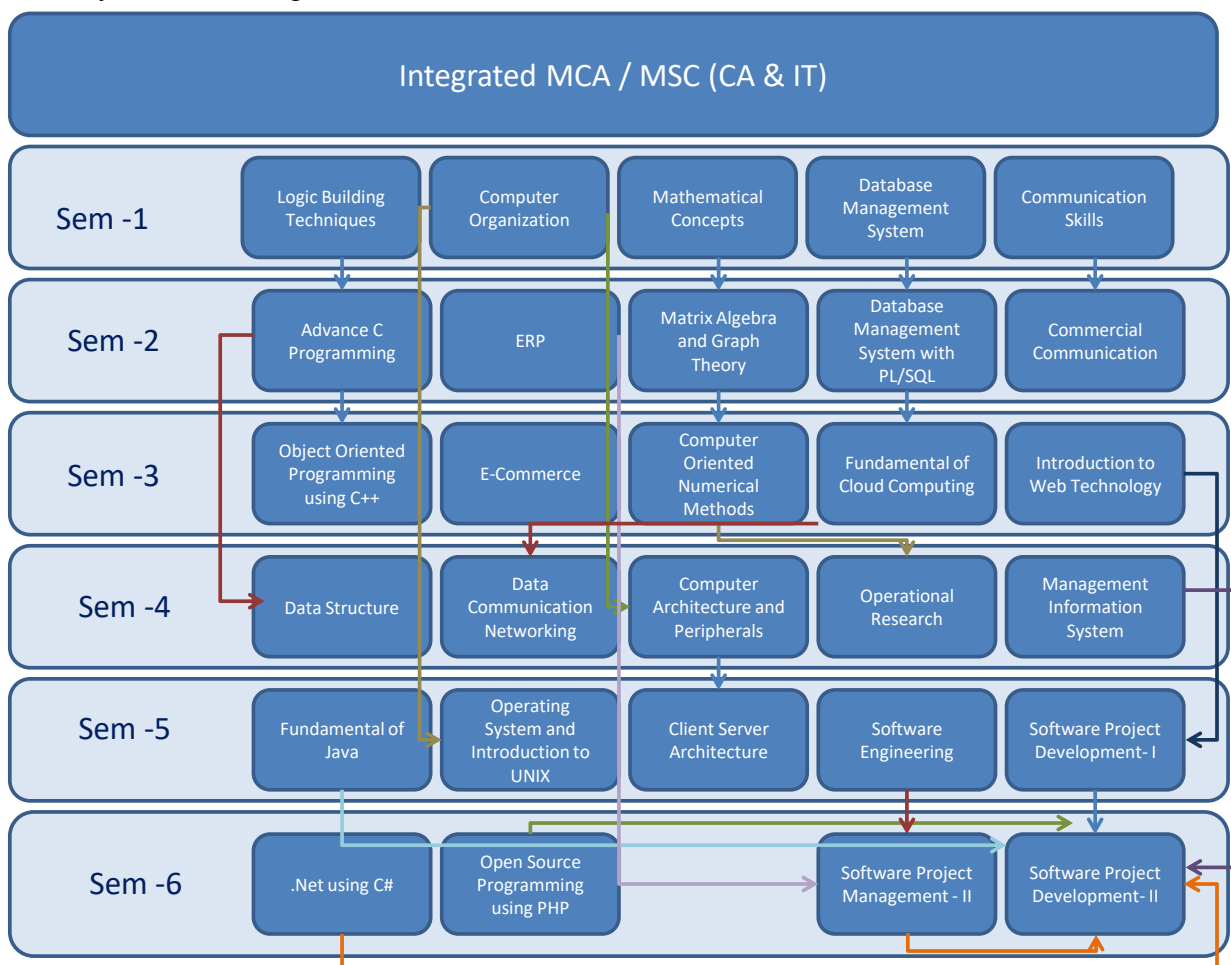 Integrated MCA / MSC (CA & IT)
Sem -1
Logic Building
Techniques
Computer
Organization
Mathematical
Concepts
Database
Management
System
Communication
Skills
Sem -2
Advance C
Programming
ERP
Matrix Algebra
and Graph
Theory
Database
Management
System with
PL/SQL
Commercial
Communication
Sem -3
Object Oriented
Programming
using C++
E-Commerce
Computer
Oriented
Numerical
Methods
Fundamental of
Cloud Computing
Introduction to
Web Technology
Sem -4
Data Structure
Data
Communication
Networking
Computer
Architecture and
Peripherals
Operational
Research
Management
Information
System
Sem -5
Fundamental of
Java
Operating
System and
Introduction to
UNIX
Client Server
Architecture
Software
Engineering
Software Project
Development- I
Sem -6
.Net using C#
Open Source
Programming
using PHP
Software Project
Management - II
Software Project
Development- II